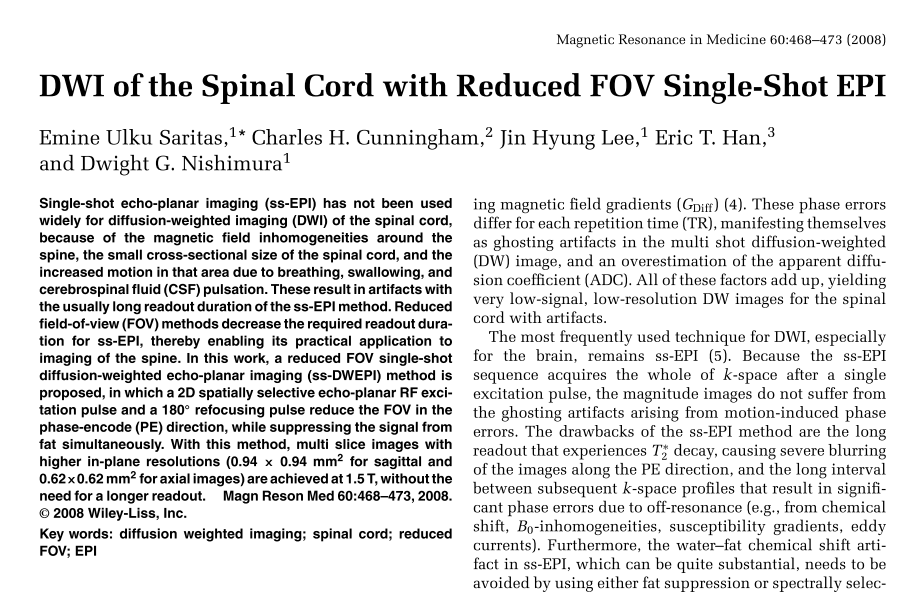 Magnetic Resonance in Medicine 60:468–473 (2008)
DWI of the Spinal Cord with Reduced FOV Single-Shot EPI
Emine Ulku Saritas,1* Charles H. Cunningham,2 Jin Hyung Lee,1 Eric T. Han,3
and Dwight G. Nishimura1
Single-shot echo-planar imaging (ss-EPI) has not been used
widely for diffusion-weighted imaging (DWI) of the spinal cord,
because of the magnetic field inhomogeneities around the
spine, the small cross-sectional size of the spinal cord, and the
increased motion in that area due to breathing, swallowing, and
cerebrospinal fluid (CSF) pulsation. These result in artifacts with
the usually long readout duration of the ss-EPI method. Reduced
field-of-view (FOV) methods decrease the required readout dura-
tion for ss-EPI, thereby enabling its practical application to
imaging of the spine. In this work, a reduced FOV single-shot
diffusion-weighted echo-planar imaging (ss-DWEPI) method is
proposed, in which a 2D spatially selective echo-planar RF exci-
tation pulse and a 180° refocusing pulse reduce the FOV in the
phase-encode (PE) direction, while suppressing the signal from
fat simultaneously. With this method, multi slice images with
higher in-plane resolutions (0.94 × 0.94 mm2 for sagittal and
0.62×0.62 mm2 for axial images) are achieved at 1.5 T, without the
need for a longer readout. Magn Reson Med 60:468–473, 2008.
© 2008 Wiley-Liss, Inc.
Key words: diffusion weighted imaging; spinal cord; reduced
FOV; EPI
ing magnetic field gradients (GDiff) (4). These phase errors
differ for each repetition time (TR), manifesting themselves
as ghosting artifacts in the multi shot diffusion-weighted
(DW) image, and an overestimation of the apparent diffu-
sion coefficient (ADC). All of these factors add up, yielding
very low-signal, low-resolution DW images for the spinal
cord with artifacts.
The most frequently used technique for DWI, especially
for the brain, remains ss-EPI (5). Because the ss-EPI
sequence acquires the whole of k-space after a single
excitation pulse, the magnitude images do not suffer from
the ghosting artifacts arising from motion-induced phase
errors. The drawbacks of the ss-EPI method are the long
readout that experiences T2* decay, causing severe blurring
of the images along the PE direction, and the long interval
between subsequent k-space profiles that result in signifi-
cant phase errors due to off-resonance (e.g., from chemical
shift, B0-inhomogeneities, susceptibility gradients, eddy
currents). Furthermore, the water–fat chemical shift arti-
fact in ss-EPI, which can be quite substantial, needs to be
avoided by using either fat suppression or spectrally selec-